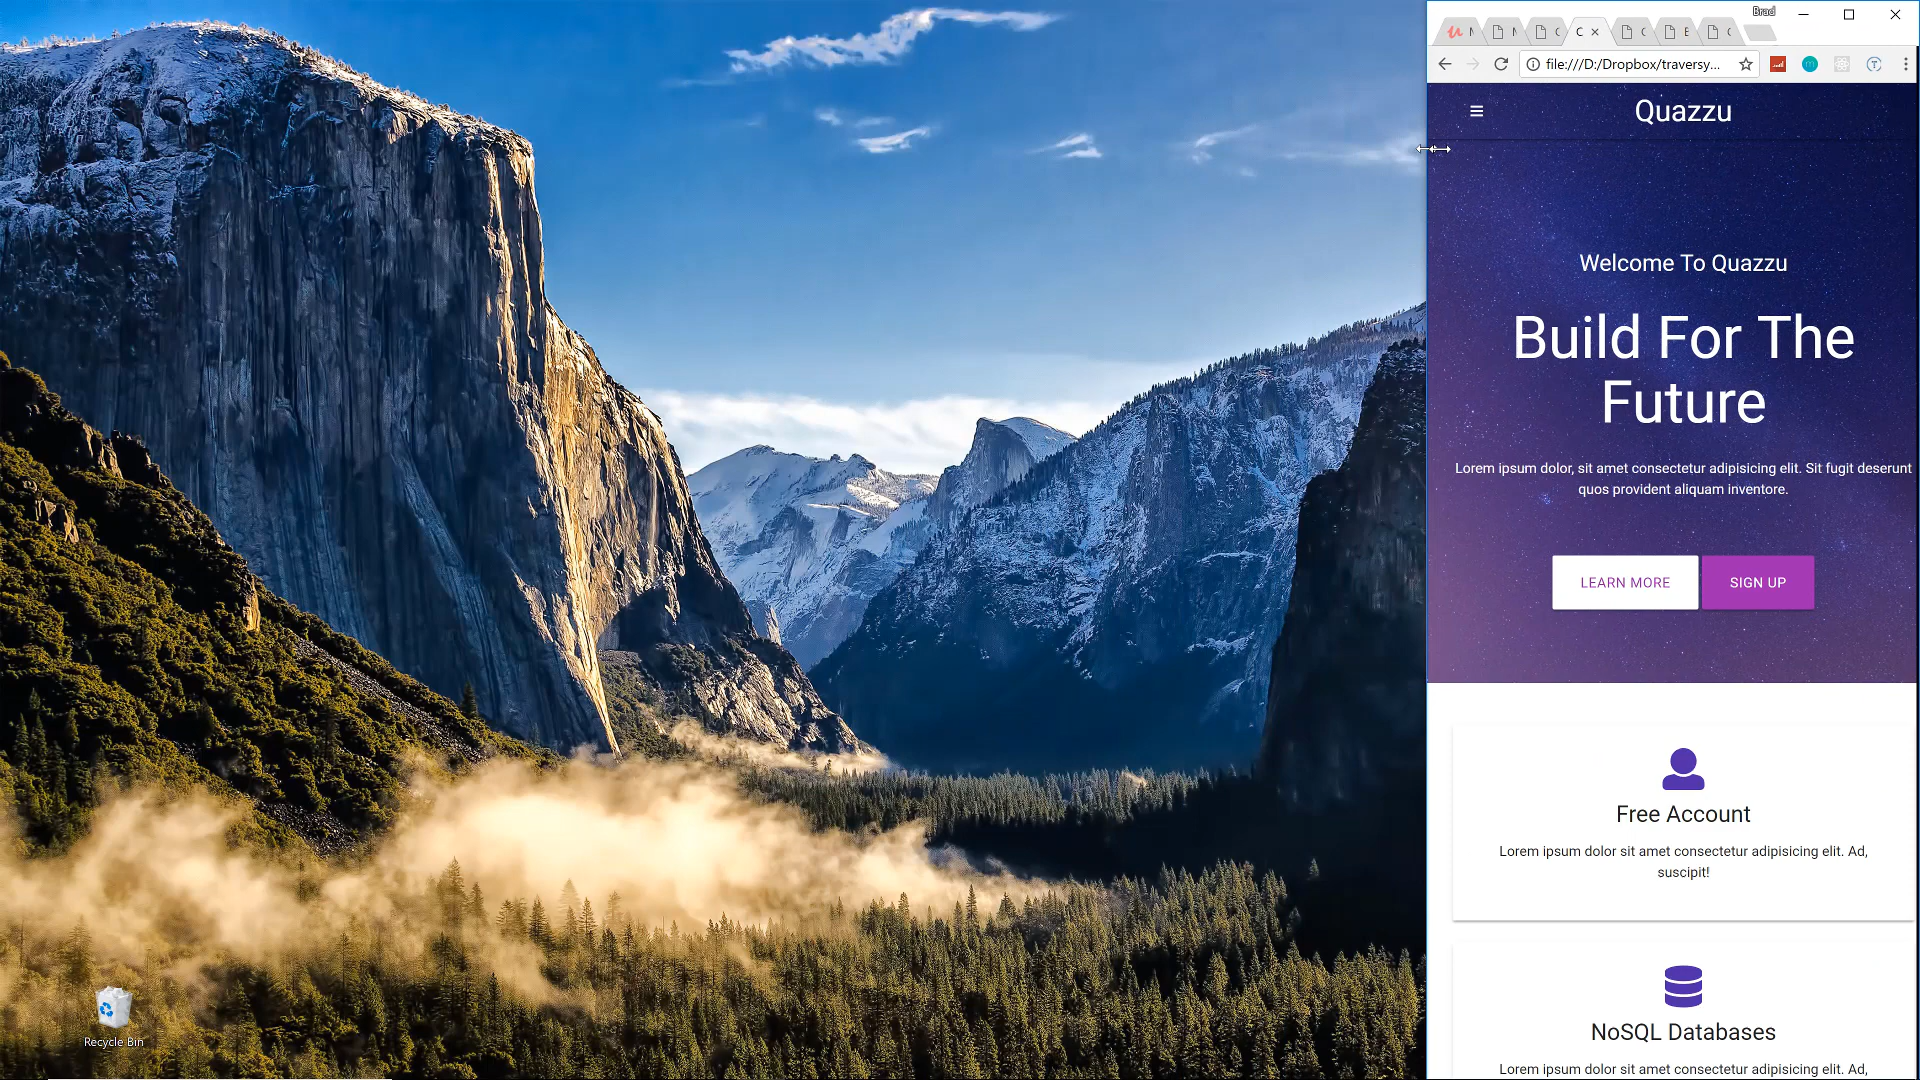 Brad
N
N
C
C
C
E
C
file:///D:/Dropbox/traversy...
Quazzu
Welcome To Quazzu
Build For The
Future
Lorem ipsum dolor, sit amet consectetur adipisicing elit. Sit fugit deserunt
quos provident aliquam inventore.
LEARN MORE
SIGN UP
Free Account
Lorem ipsum dolor sit amet consectetur adipisicing elit. Ad,
suscipit!
NoSQL Databases
Lorem ipsum dolor sit amet consectetur adipisicing elit. Ad,
Recycle Bin